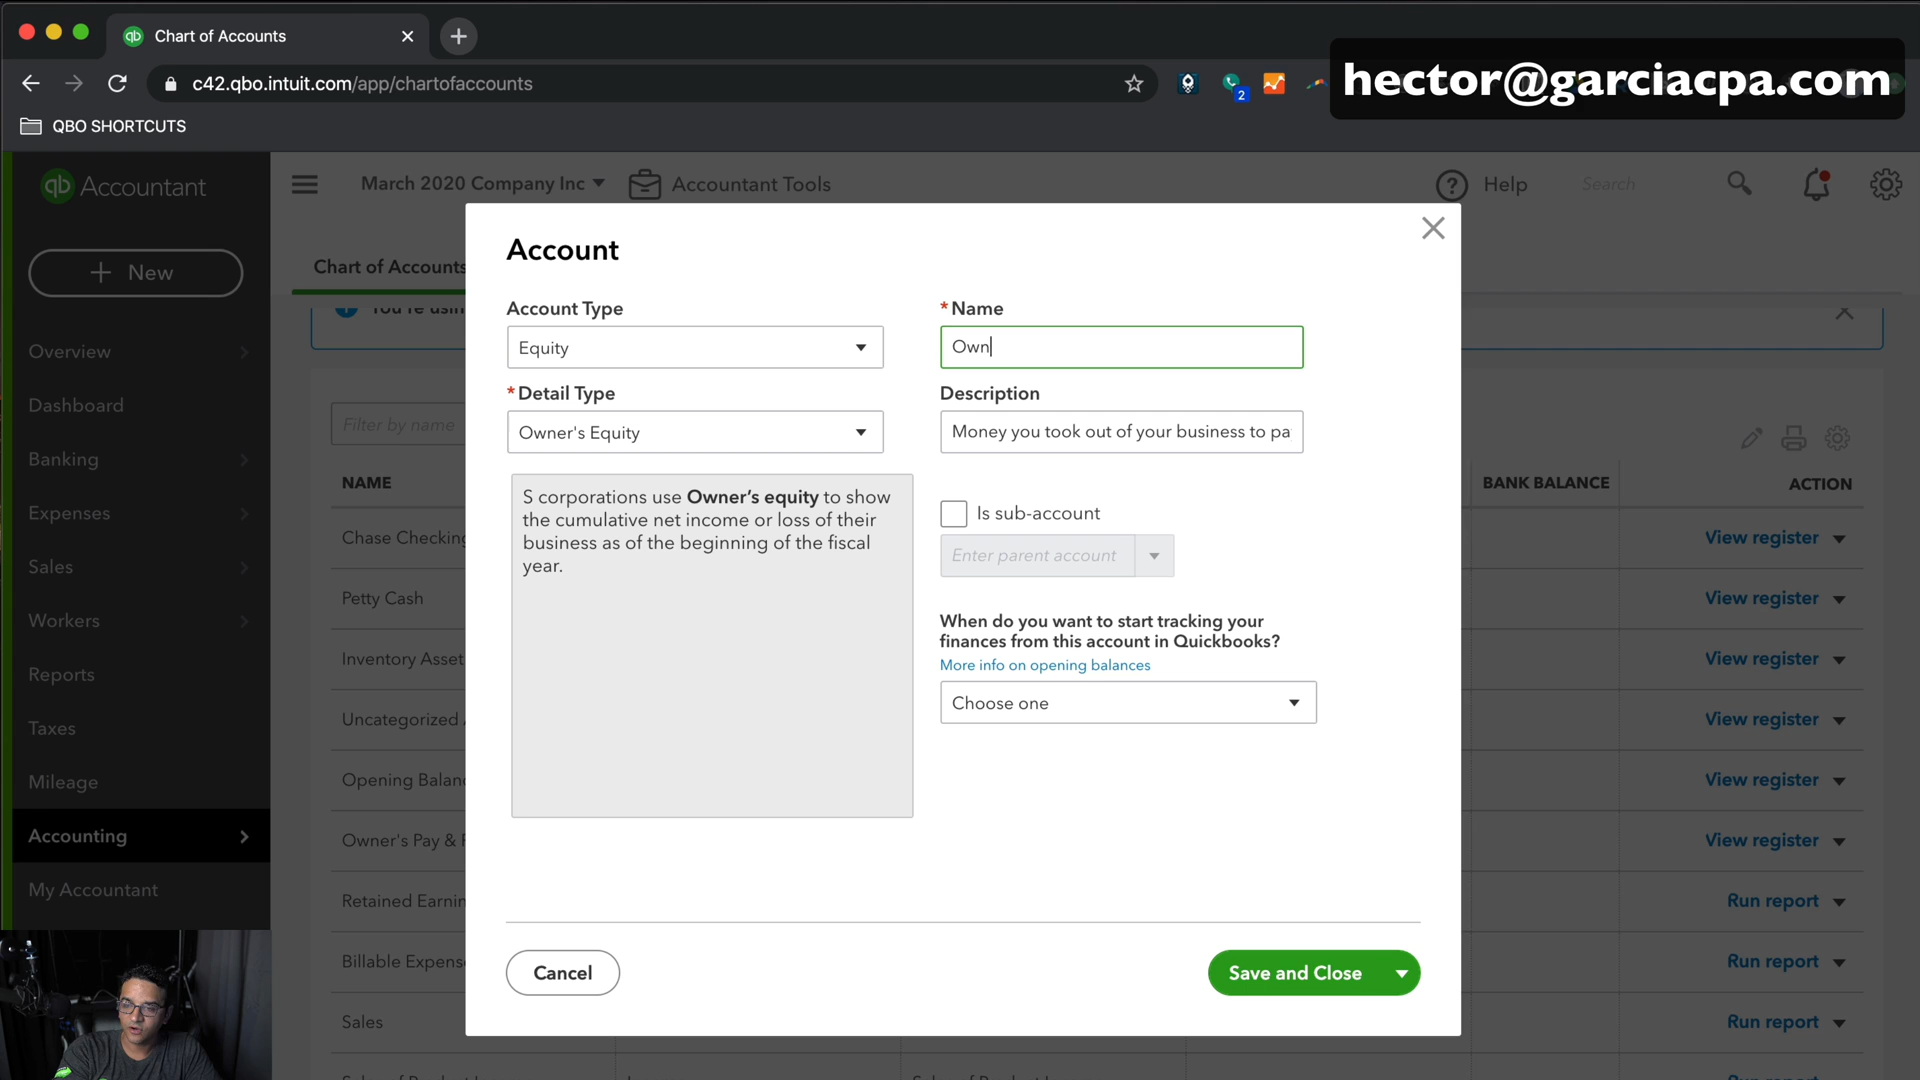 Chart of Accounts
c42.qbo.intuit.com/app/chartofaccounts
2
hector@garciacpa.com
QBO SHORTCUTS
qb Accountant
March 2020 Company Inc
Accountant Tools
Help
Search
New
Chart of Accounts
Overview
Dashboard
Banking
Expenses
Sales
Workers
Reports
Taxes
Mileage
Accounting
My Accountant
Filter by name
NAME
BANK BALANCE
ACTION
Chase Checking
View register
Petty Cash
View register
Inventory Asset
View register
Uncategorized
View register
Opening Balan
View register
Owner's Pay &
View register
Retained Earnin
Run report
Billable Expens
Run report
Sales
Run report
Account
Account Type
Equity
*Detail Type
Owner's Equity
S corporations use Owner's equity to show
the cumulative net income or loss of their
business as of the beginning of the fiscal
year.
*Name
Own
Description
Money you took out of your business to pa
Is sub-account
Enter parent account
When do you want to start tracking your
finances from this account in Quickbooks?
More info on opening balances
Choose one
Cancel
Save and Close